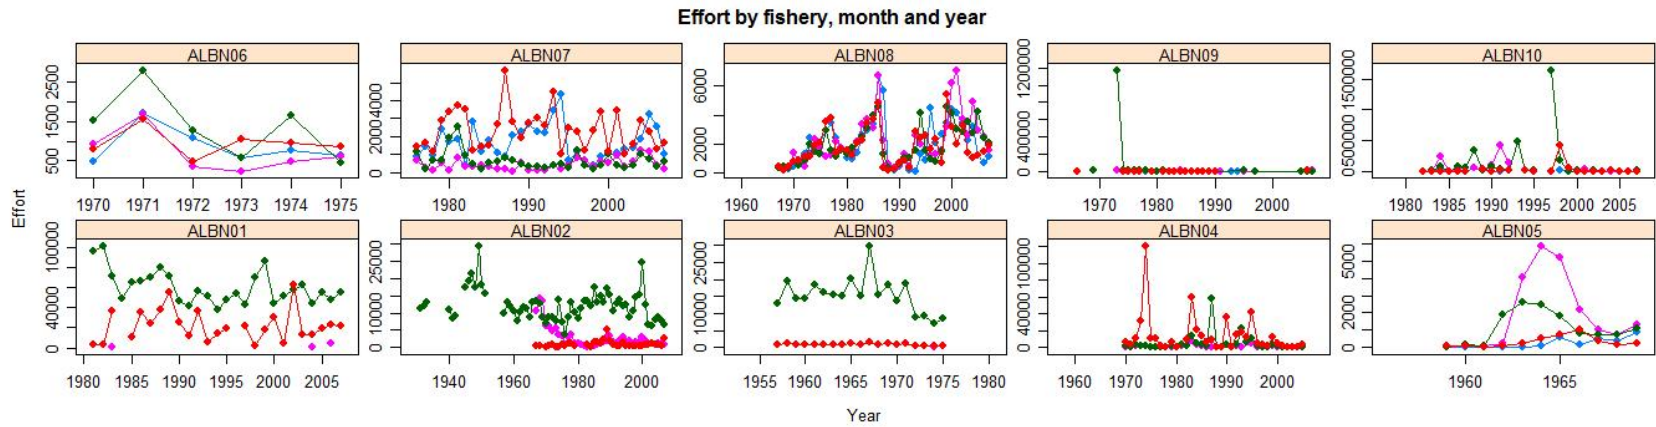 Effort by fishery, month and year
ALBN06 ALBN07 ALBN08 ALBN09 ALBN10
500 1500 2500
0 2000 4000
0 2000 4000 6000
0 400000 1200000
0 500000 1500000
1970 1971 1972 1973 1974 1975
1980 1990 2000
1960 1970 1980 1990 2000
1970 1980 1990 2000
1980 1985 1990 1995 2000 2005
Effort
ALBN01 ALBN02 ALBN03 ALBN04 ALBN05
0 40000 100000
0 10000 25000
0 10000 25000
0 400000 1000000
0 2000 5000
1980 1985 1990 1995 2000 2005
1940 1960 1980 2000
1955 1960 1965 1970 1975 1980
1960 1970 1980 1990 2000
1960 1965
Year